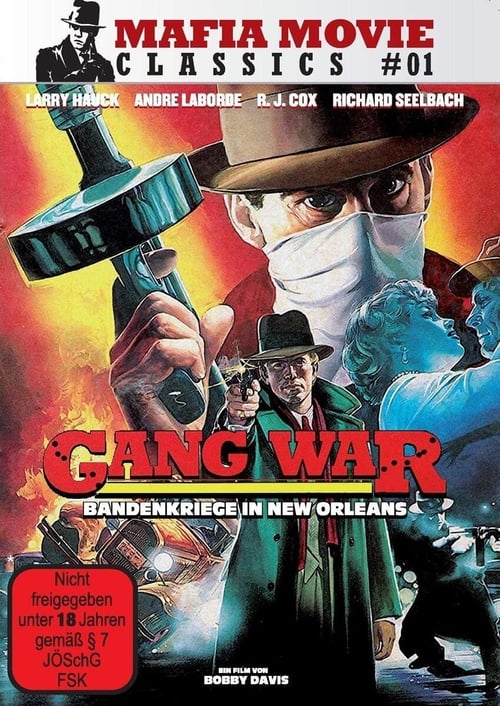 MAFIA MOVIE
CLASSICS #01
LARRY HAUCK ANDRE LABORDE R. J. COX RICHARD SEELBACH
GANG WAR
BANDENKRIEGE IN NEW ORLEANS
Nicht
freigegeben
unter 18 Jahren
gemäß § 7
JÖSchG
FSK
EIN FILM VON
BOBBY DAVIS